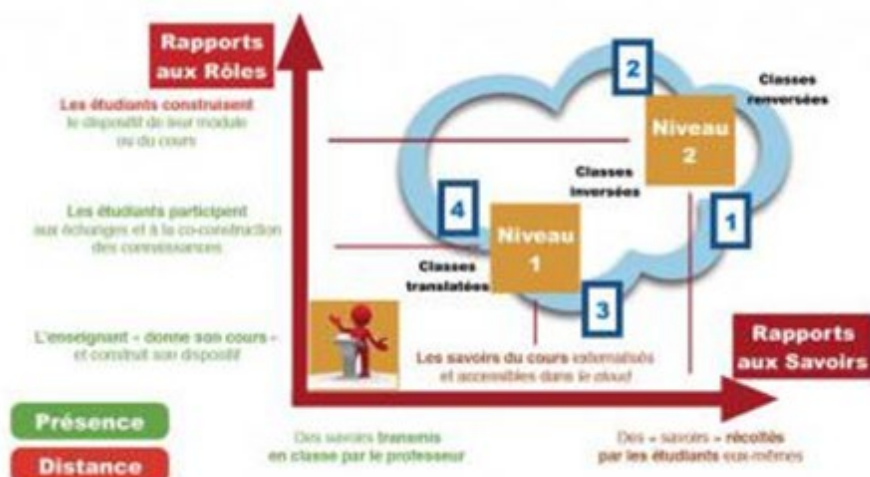 Rapports
aux Rôles
Les étudiants construisent
le dispositif de leur module
ou du cours
Les étudiants participent
aux échanges et à la co-construction
des connaissances
L'enseignant « donne son cours »
et construit son dispositif
Présence
Distance
2
Classes
renversées
Niveau
2
Classes
inversées
1
4
Niveau
1
Classes
translatées
3
Les savoirs du cours externalisés
et accessibles dans le cloud
Rapports
aux Savoirs
Des savoirs transmis
en classe par le professeur
Des « savoirs » récoltés
par les étudiants eux-mêmes